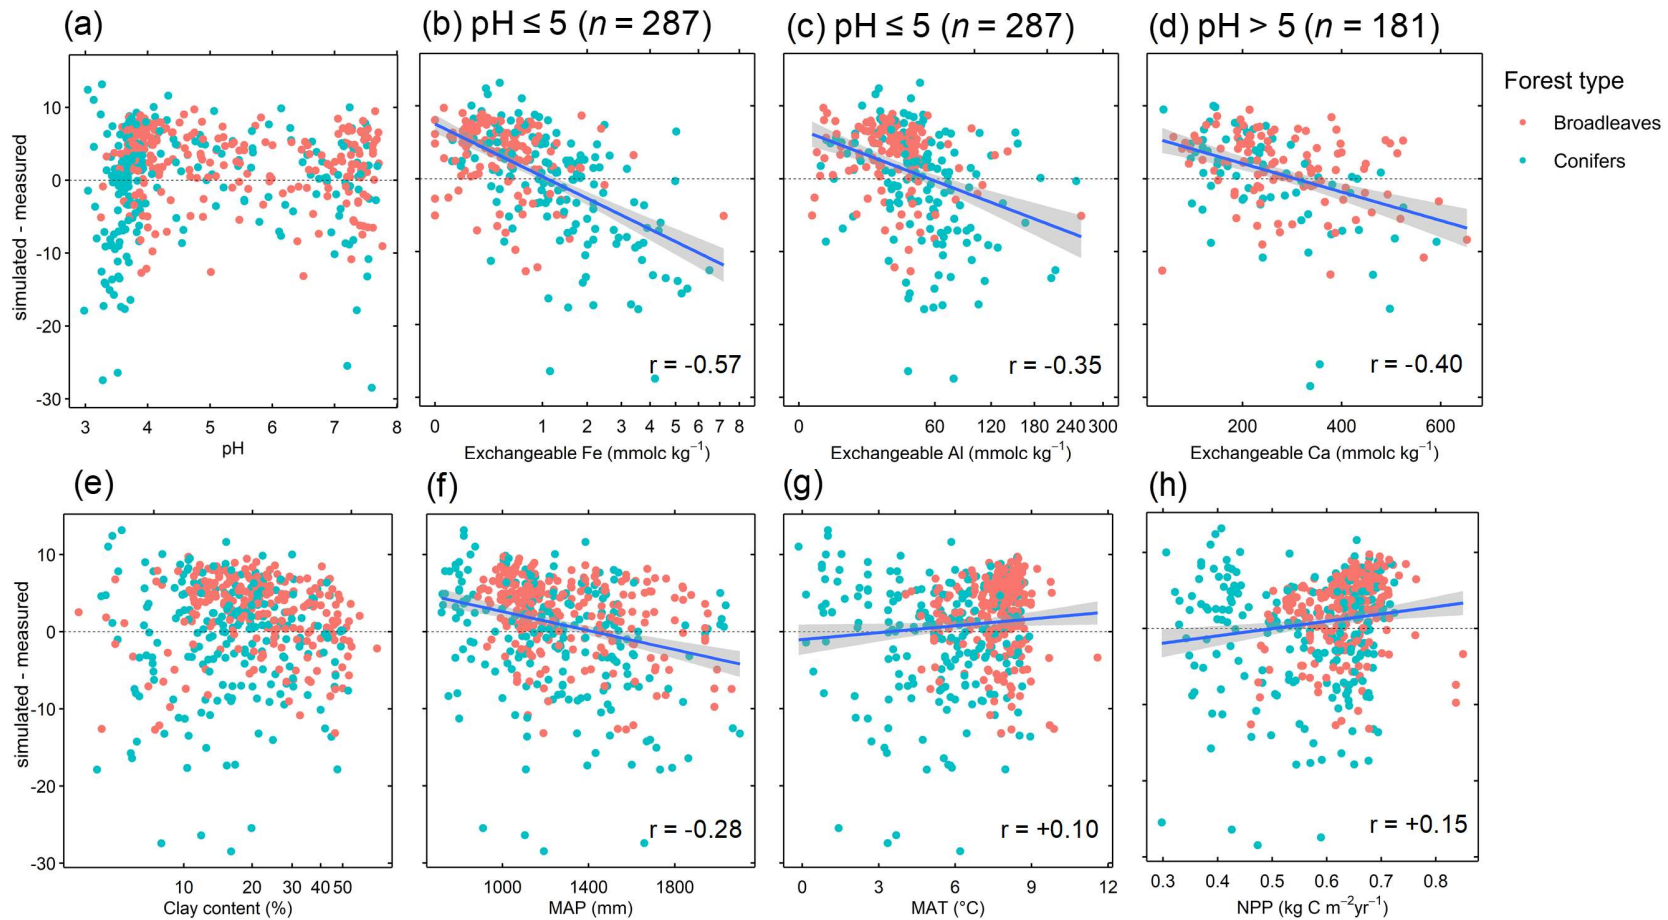 (a)
(b) pH ≤ 5 (n = 287)
(c) pH ≤ 5 (n = 287)
(d) pH > 5 (n = 181)
simulated - measured
10
0
-10
-20
-30
3 4 5 6 7 8
pH
r = -0.57
0 1 2 3 4 5 6 7 8
Exchangeable Fe (mmolc kg⁻¹)
r = -0.35
0 60 120 180 240 300
Exchangeable Al (mmolc kg⁻¹)
r = -0.40
200 400 600
Exchangeable Ca (mmolc kg⁻¹)
Forest type
Broadleaves
Conifers
(e)
(f)
(g)
(h)
simulated - measured
10
0
-10
-20
-30
10 20 30 40 50
Clay content (%)
r = -0.28
1000 1400 1800
MAP (mm)
r = +0.10
0 3 6 9 12
MAT (°C)
r = +0.15
0.3 0.4 0.5 0.6 0.7 0.8
NPP (kg C m⁻²yr⁻¹)